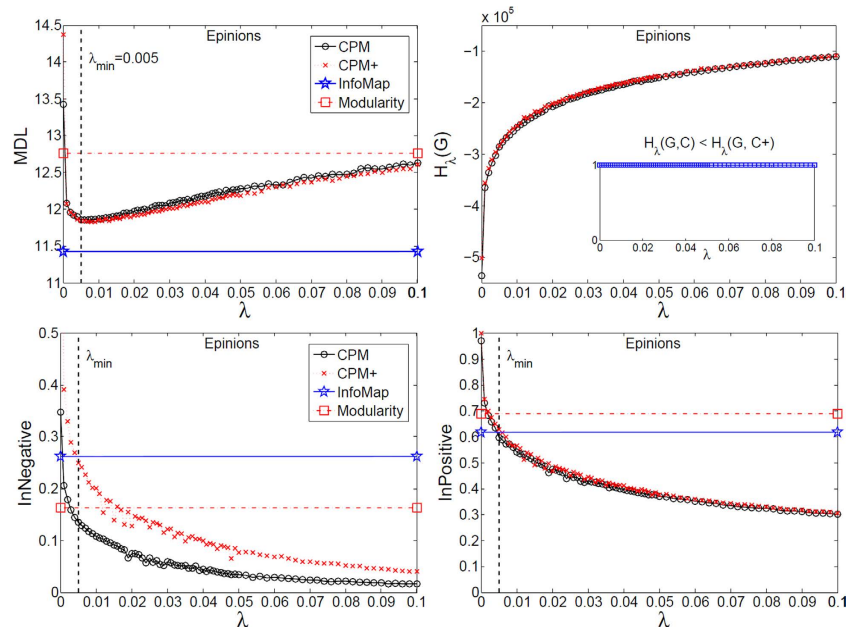 Epinions
λmin=0.005
CPM
CPM+
InfoMap
Modularity
MDL
14.5
14
13.5
13
12.5
12
11.5
11
0 0.01 0.02 0.03 0.04 0.05 0.06 0.07 0.08 0.09 0.1
λ
x 10^5
Epinions
Hλ(G)
−1
−2
−3
−4
−5
Hλ(G,C) < Hλ(G, C+)
1
0
0.02 0.04 0.06 0.08 0.1
λ
0 0.01 0.02 0.03 0.04 0.05 0.06 0.07 0.08 0.09 0.1
λ
Epinions
λmin
CPM
CPM+
InfoMap
Modularity
InNegative
0.5
0.4
0.3
0.2
0.1
0
0 0.01 0.02 0.03 0.04 0.05 0.06 0.07 0.08 0.09 0.1
λ
Epinions
λmin
InPositive
1
0.9
0.8
0.7
0.6
0.5
0.4
0.3
0.2
0.1
0
0 0.01 0.02 0.03 0.04 0.05 0.06 0.07 0.08 0.09 0.1
λ